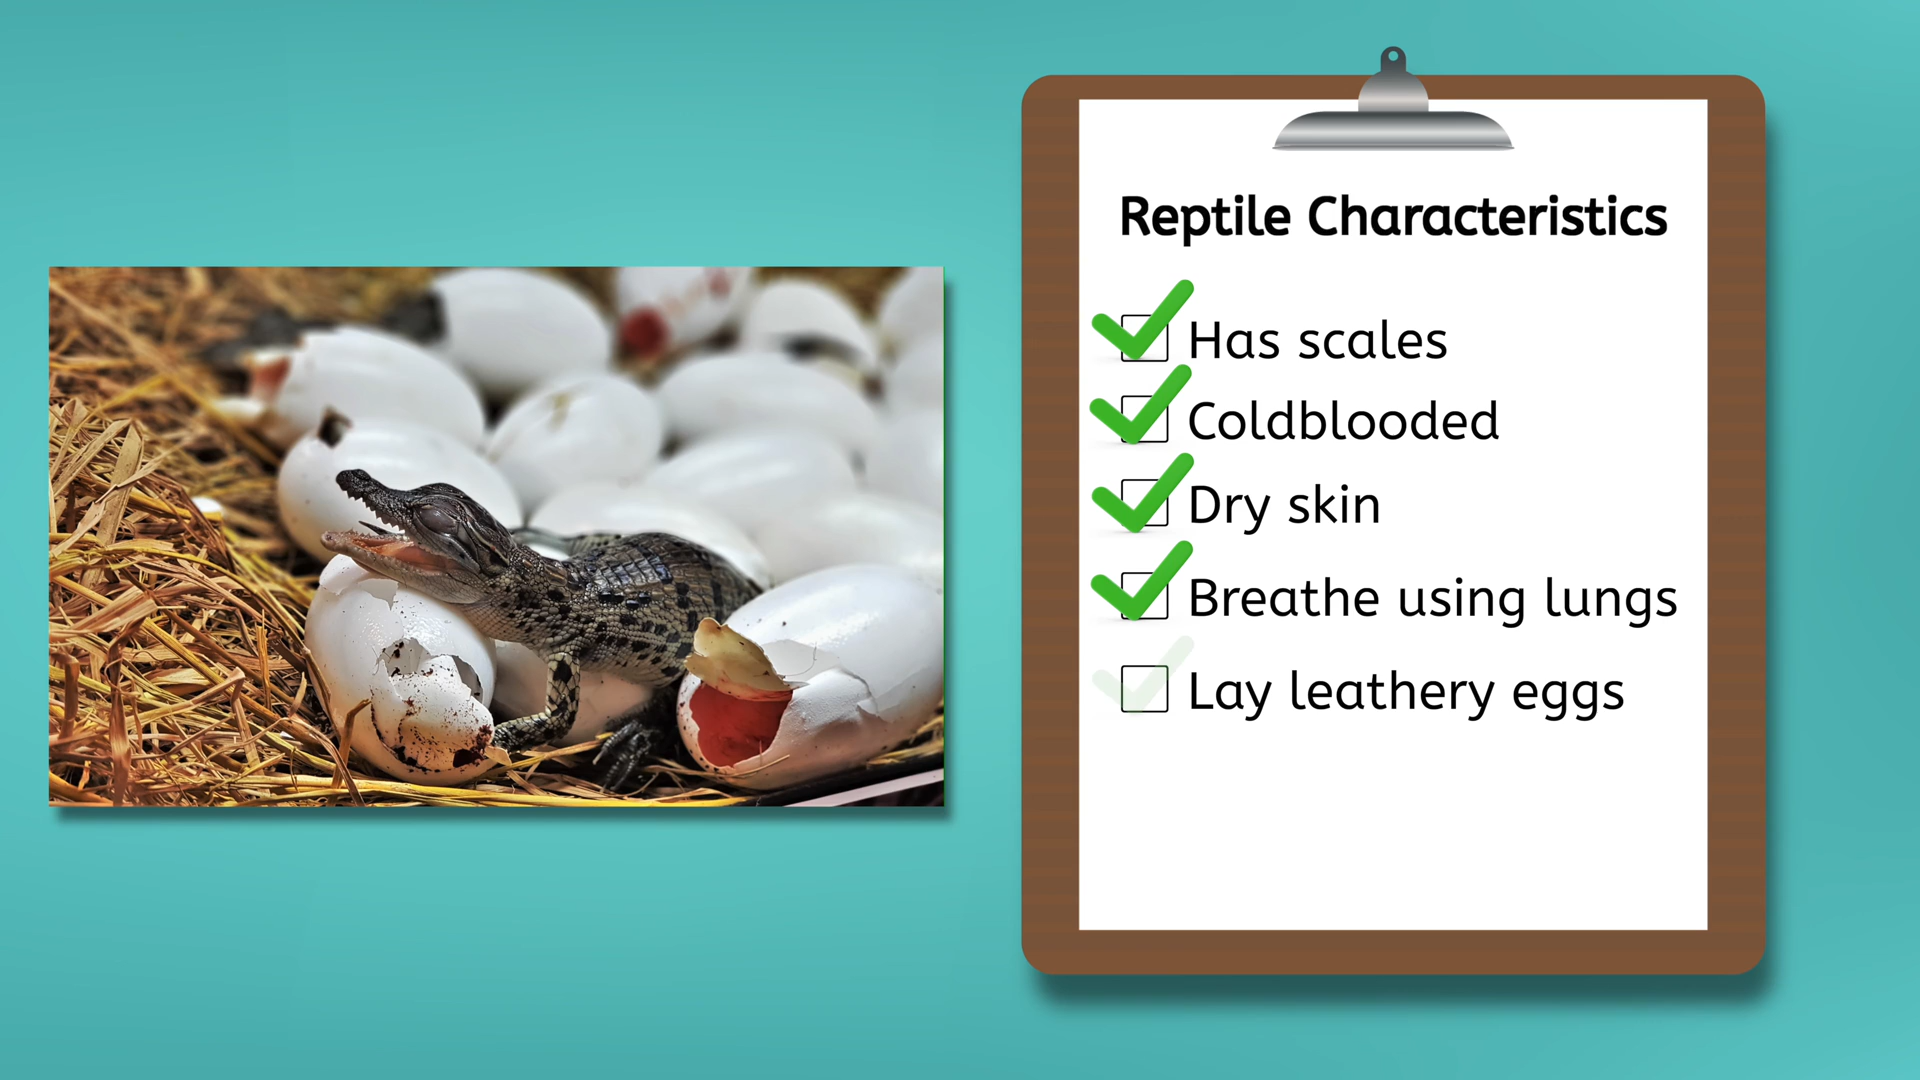 Reptile Characteristics
Has scales
Coldblooded
Dry skin
Breathe using lungs
Lay leathery eggs